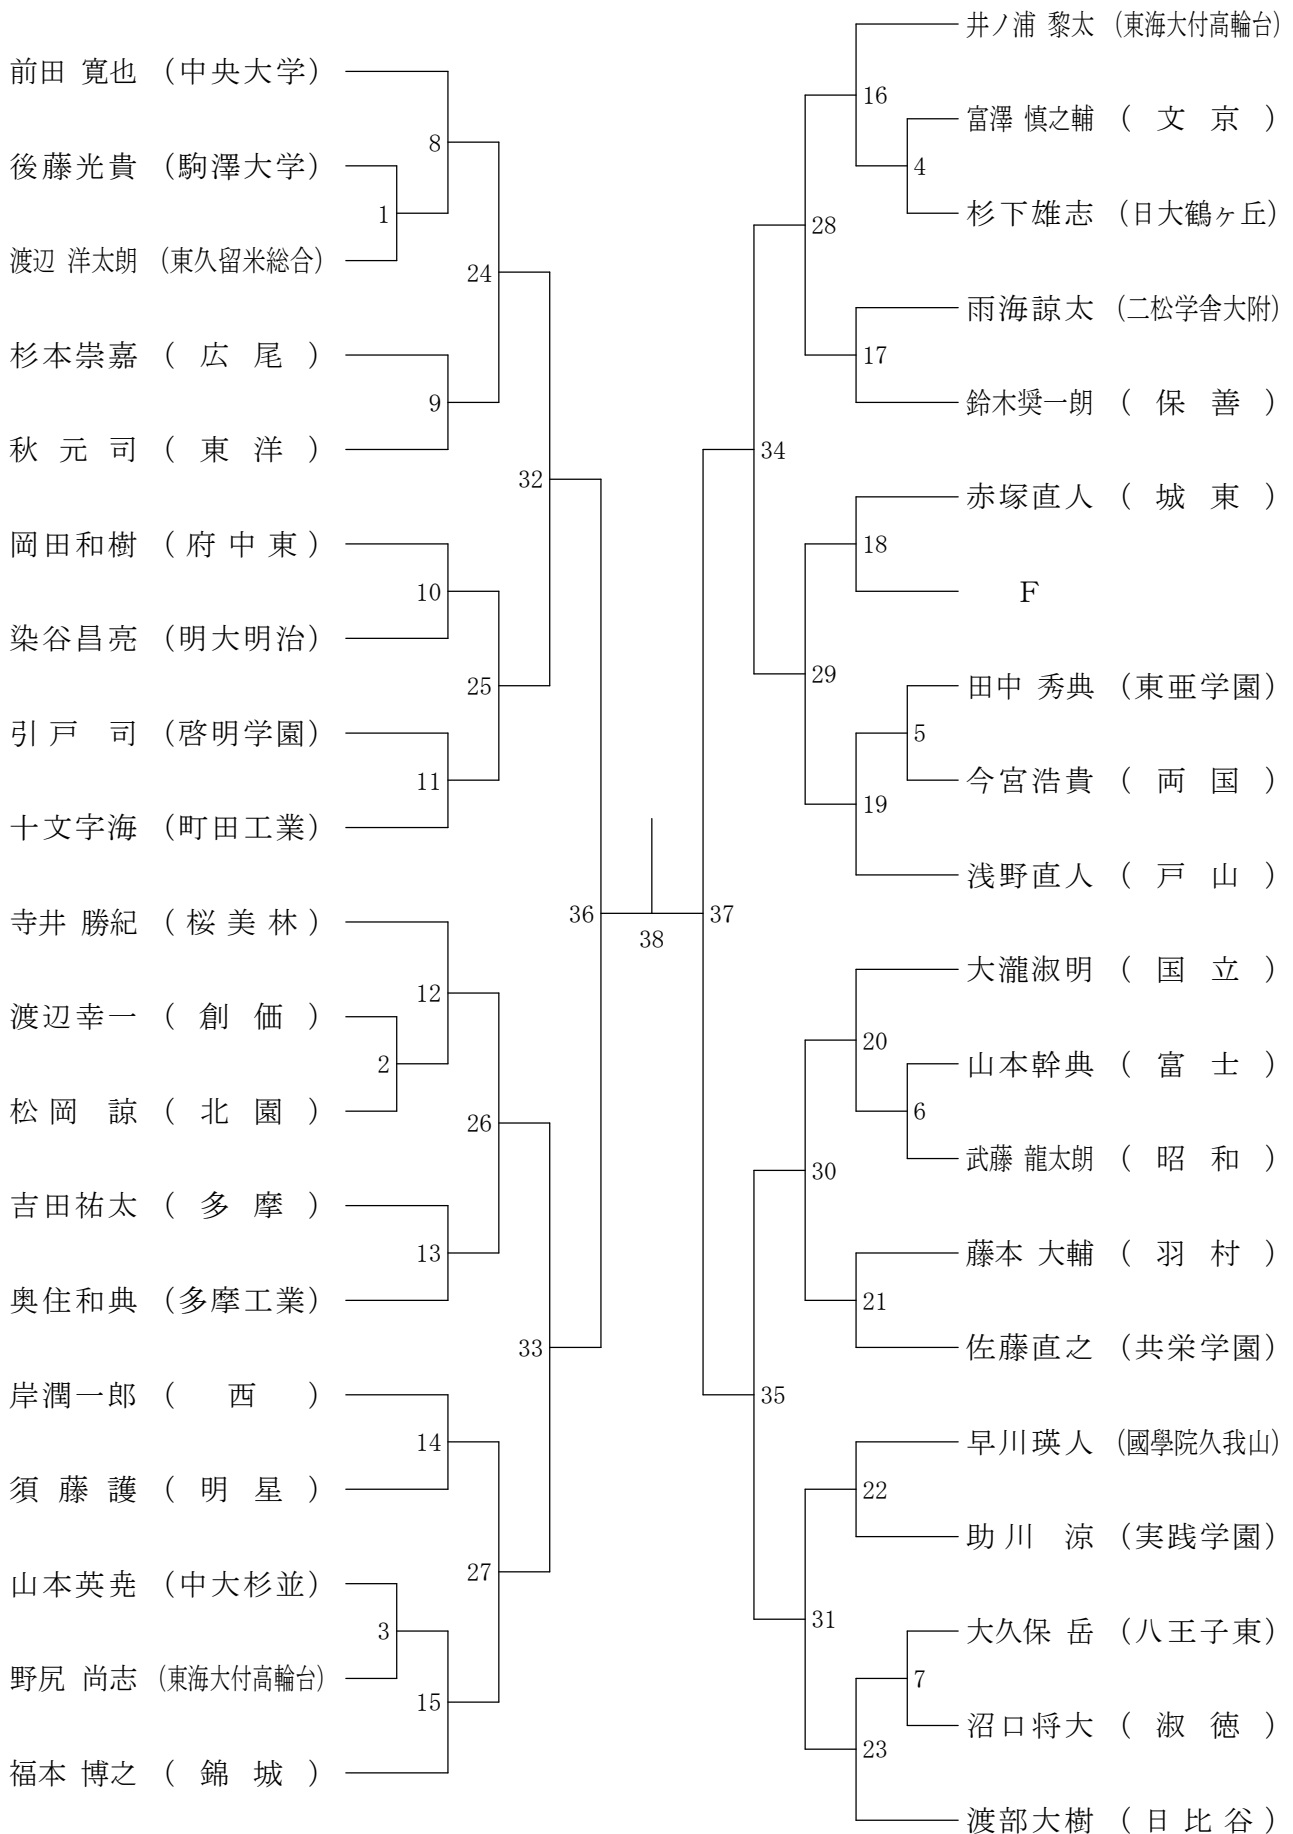 前田 寛也 （中央大学）
8
後藤光貴 （駒澤大学）
1
渡辺 洋太朗 （東久留米総合）
24
杉本崇嘉 （ 広 尾 ）
9
秋 元 司 （ 東 洋 ）
32
岡田和樹 （ 府 中 東 ）
10
染谷昌亮 （明大明治）
25
引 戸 司 （啓明学園）
11
十文字海 （町田工業）
36
寺井 勝紀 （ 桜 美 林 ）
12
渡辺幸一 （ 創 価 ）
2
松 岡 諒 （ 北 園 ）
26
吉田祐太 （ 多 摩 ）
13
奥住和典 （多摩工業）
33
岸潤一郎 （ 西 ）
14
須 藤 護 （ 明 星 ）
27
山本英尭 （中大杉並）
3
野尻 尚志 （東海大付高輪台）
15
福本 博之 （ 錦 城 ）
38
井ノ浦 黎太 （東海大付高輪台）
16
富澤 慎之輔 （ 文 京 ）
4
杉下雄志 （日大鶴ヶ丘）
28
雨海諒太 （二松学舎大附）
17
鈴木奨一朗 （ 保 善 ）
34
赤塚直人 （ 城 東 ）
18
F
29
田中 秀典 （東亜学園）
5
今宮浩貴 （ 両 国 ）
19
浅野直人 （ 戸 山 ）
37
大瀧淑明 （ 国 立 ）
20
山本幹典 （ 富 士 ）
6
武藤 龍太朗 （ 昭 和 ）
30
藤本 大輔 （ 羽 村 ）
21
佐藤直之 （共栄学園）
35
早川瑛人 （國學院久我山）
22
助 川 涼 （実践学園）
31
大久保 岳 （八王子東）
7
沼口将大 （ 淑 徳 ）
23
渡部大樹 （ 日 比 谷 ）